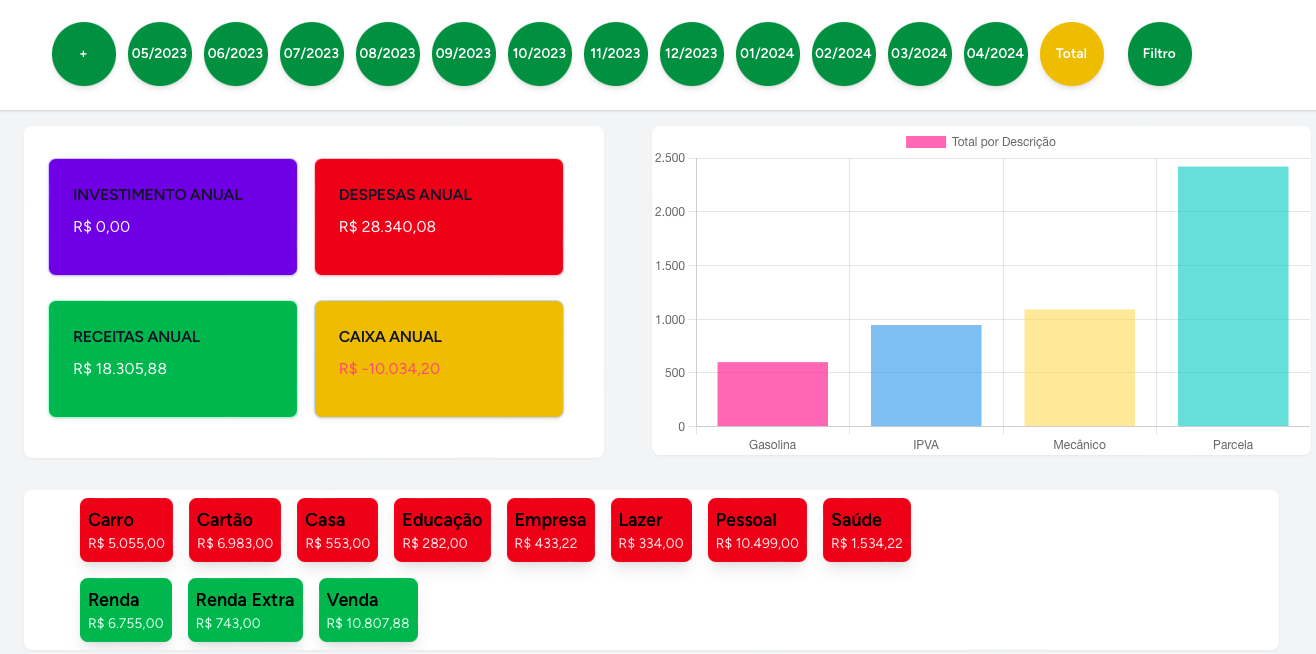 + 05/2023 06/2023 07/2023 08/2023 09/2023 10/2023 11/2023 12/2023 01/2024 02/2024 03/2024 04/2024 Total Filtro
INVESTIMENTO ANUAL
R$ 0,00
DESPESAS ANUAL
R$ 28.340,08
RECEITAS ANUAL
R$ 18.305,88
CAIXA ANUAL
R$ -10.034,20
Total por Descrição
2.500
2.000
1.500
1.000
500
0
Gasolina IPVA Mecânico Parcela
Carro
R$ 5.055,00
Cartão
R$ 6.983,00
Casa
R$ 553,00
Educação
R$ 282,00
Empresa
R$ 433,22
Lazer
R$ 334,00
Pessoal
R$ 10.499,00
Saúde
R$ 1.534,22
Renda
R$ 6.755,00
Renda Extra
R$ 743,00
Venda
R$ 10.807,88